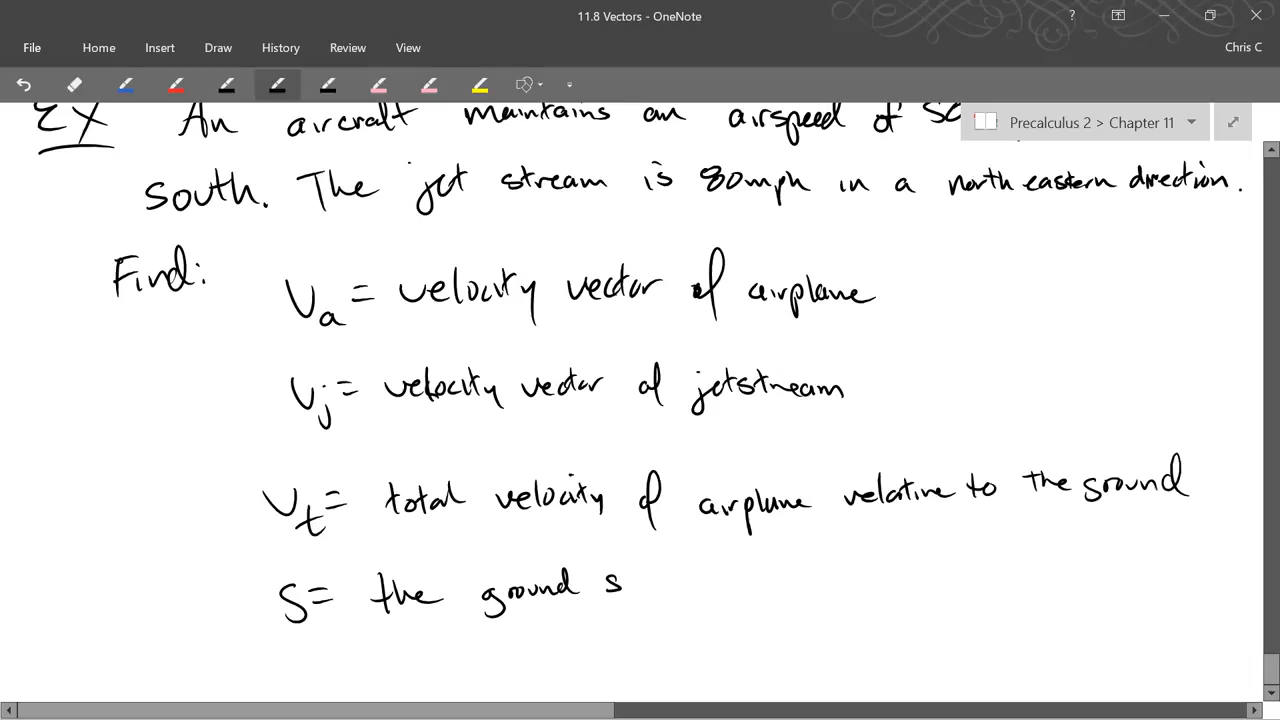 11.8 Vectors - OneNote
?
File Home Insert Draw History Review View Chris C
Precalculus 2 > Chapter 11
EX An aircraft maintains an airspeed of
south. The jet stream is 80mph in a north eastern direction.
Find: Va = velocity vector of airplane
Vj = velocity vector of jetstream
Vt = total velocity of airplane relative to the ground
S = the ground s